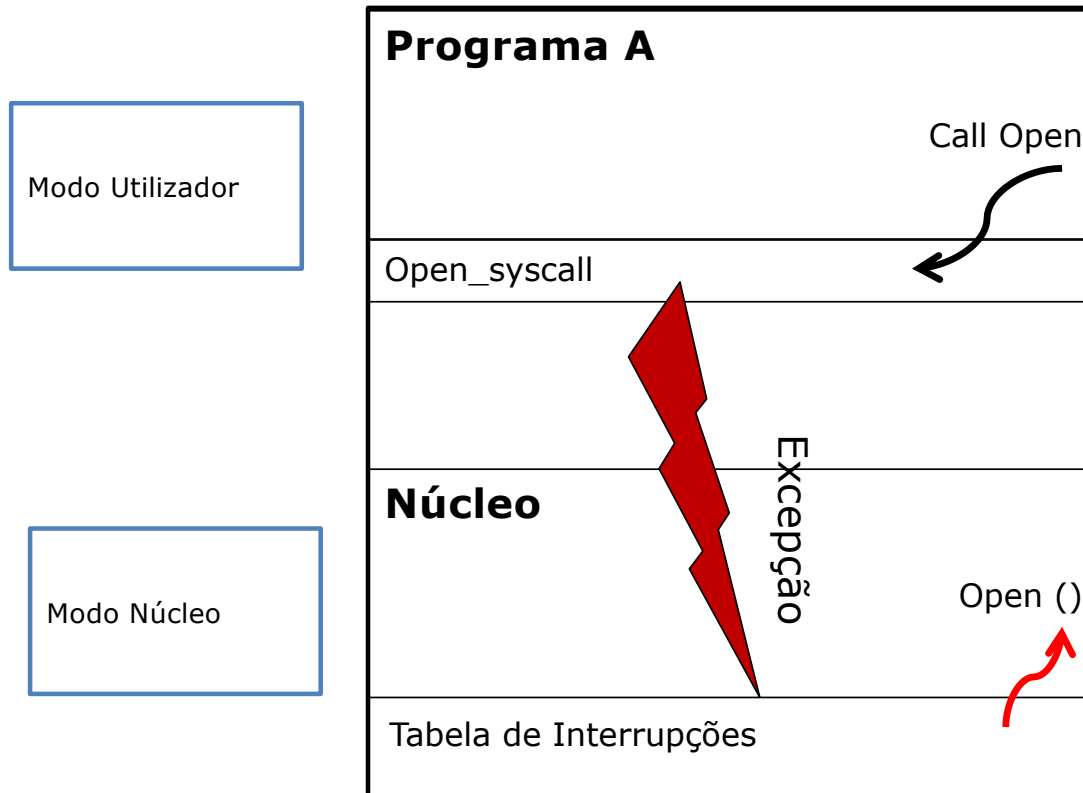 Programa A
Call Open
Modo Utilizador
Open_syscall
Excepção
Núcleo
Modo Núcleo
Open ()
Tabela de Interrupções